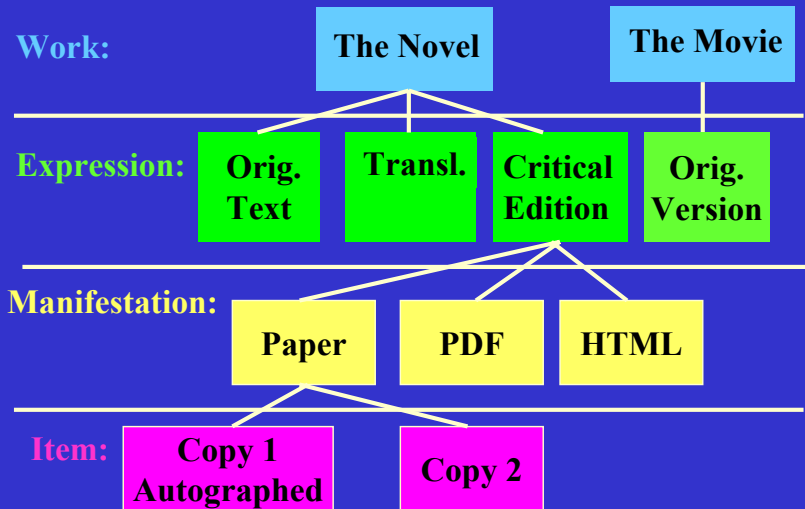 Work:
The Novel
The Movie
Expression:
Orig.
Text
Transl.
Critical
Edition
Orig.
Version
Manifestation:
Paper
PDF
HTML
Item:
Copy 1
Autographed
Copy 2